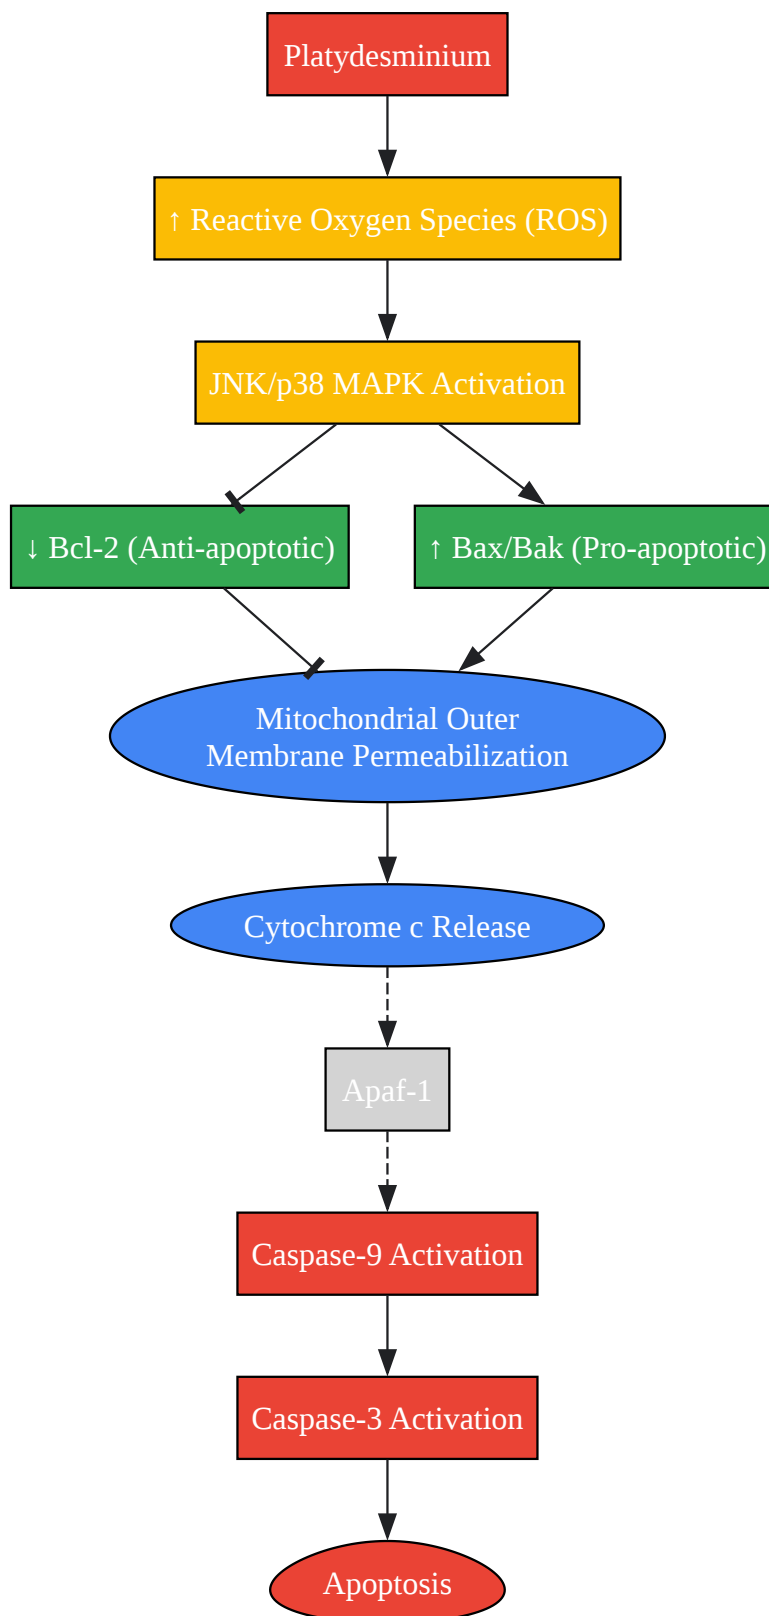 Platydesminium
↑ Reactive Oxygen Species (ROS)
JNK/p38 MAPK Activation
↓ Bcl-2 (Anti-apoptotic)
↑ Bax/Bak (Pro-apoptotic)
Mitochondrial Outer
Membrane Permeabilization
Cytochrome c Release
Apaf-1
Caspase-9 Activation
Caspase-3 Activation
Apoptosis